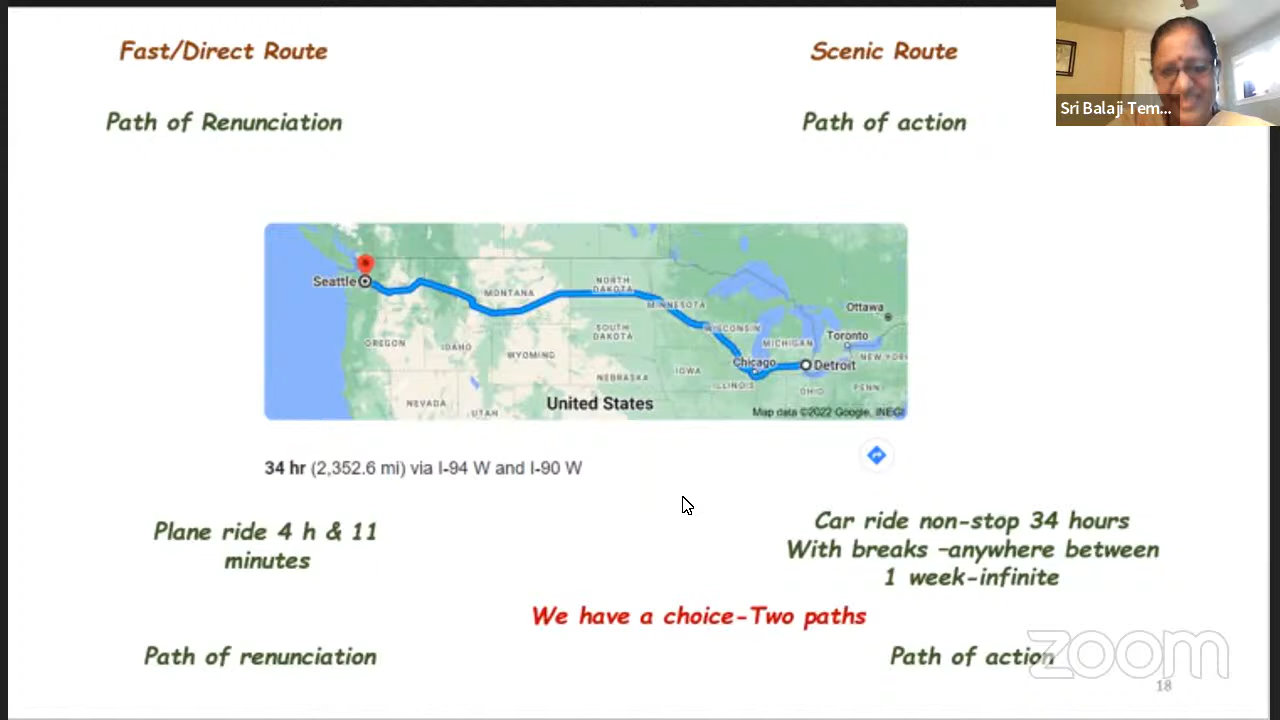 Fast/Direct Route
Scenic Route
Sri Balaji Tem...
Path of Renunciation
Path of action
Seattle
MONTANA
NORTH
DAKOTA
MINNESOTA
Ottawa
OREGON
IDAHO
SOUTH
DAKOTA
WISCONSIN
MICHIGAN
Toronto
WYOMING
NEBRASKA
IOWA
Chicago
Detroit
NEW YORK
ILLINOIS
OHIO
PENN
NEVADA
UTAH
United States
Map data ©2022 Google, INEGI
34 hr (2,352.6 mi) via I-94 W and I-90 W
Plane ride 4 h & 11
minutes
Car ride non-stop 34 hours
With breaks -anywhere between
1 week-infinite
We have a choice-Two paths
Path of renunciation
Path of action
zoom
18